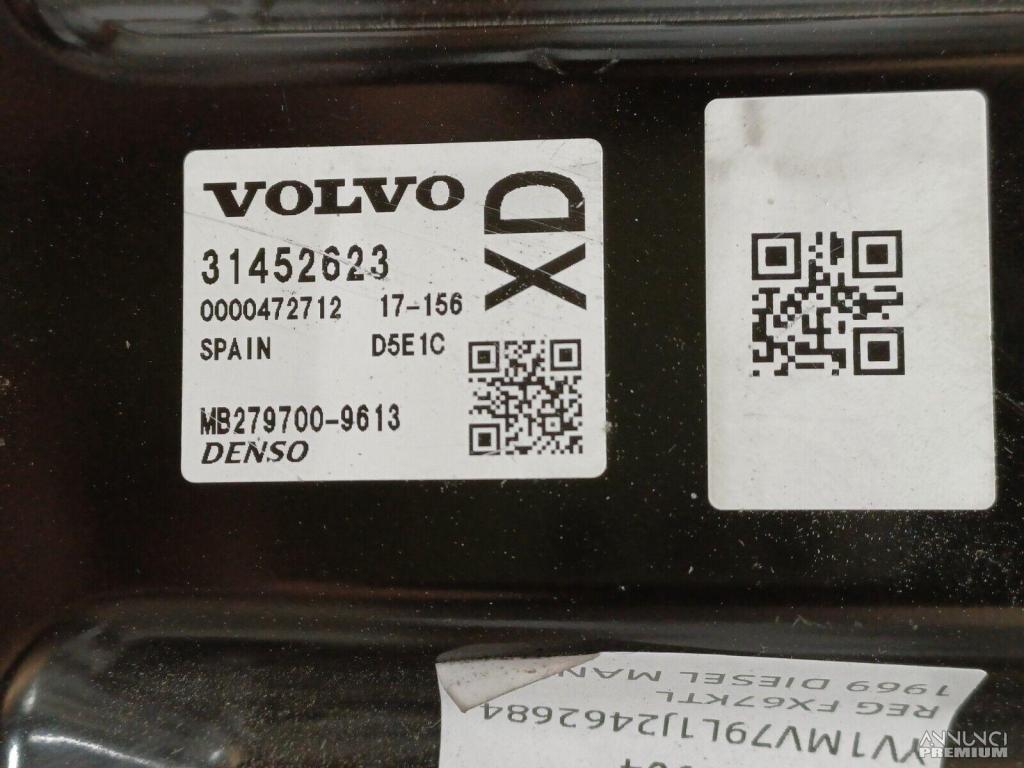 VOLVO
XD
31452623
0000472712 17-156
SPAIN D5E1C
MB279700-9613
DENSO
1969 DIESEL MAN
REG FX67KTL
YV1MV79L1J2462684
ANNUNCI
PREMIUM